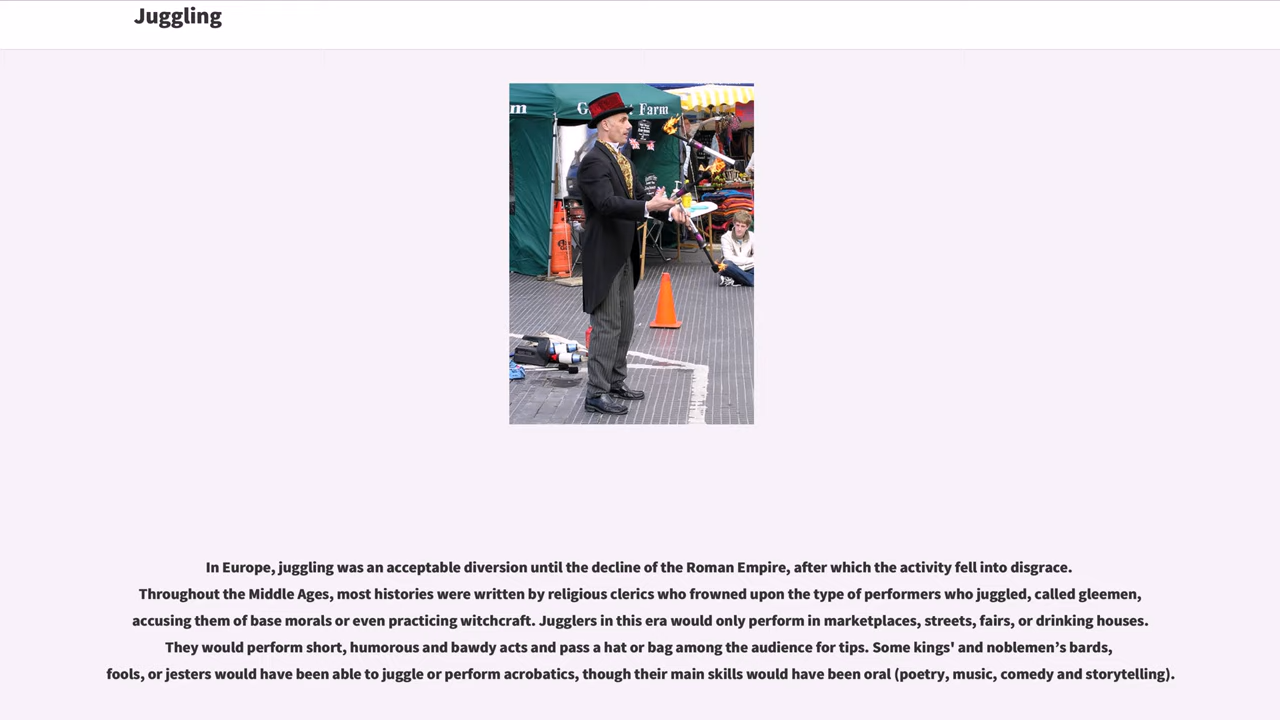 Juggling
m
G
Farm
In Europe, juggling was an acceptable diversion until the decline of the Roman Empire, after which the activity fell into disgrace.
Throughout the Middle Ages, most histories were written by religious clerics who frowned upon the type of performers who juggled, called gleemen,
accusing them of base morals or even practicing witchcraft. Jugglers in this era would only perform in marketplaces, streets, fairs, or drinking houses.
They would perform short, humorous and bawdy acts and pass a hat or bag among the audience for tips. Some kings' and noblemen’s bards,
fools, or jesters would have been able to juggle or perform acrobatics, though their main skills would have been oral (poetry, music, comedy and storytelling).